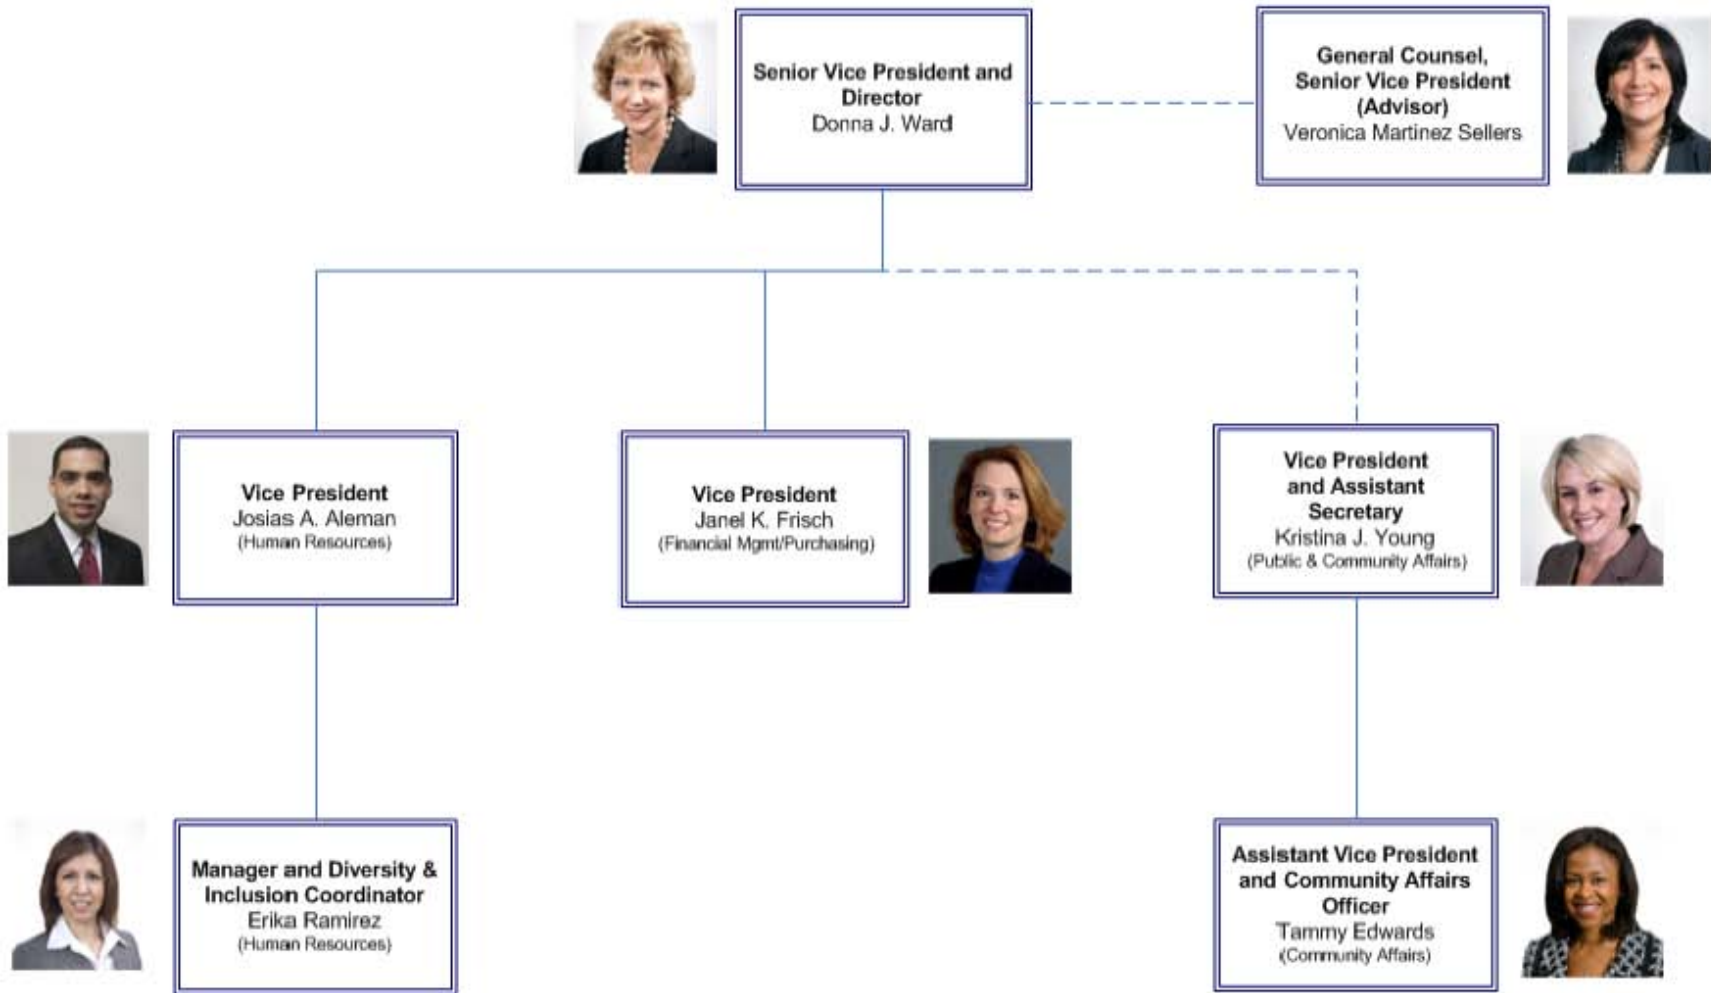 Senior Vice President and
Director
Donna J. Ward
General Counsel,
Senior Vice President
(Advisor)
Veronica Martinez Sellers
Vice President
Josias A. Aleman
(Human Resources)
Vice President
Janel K. Frisch
(Financial Mgmt/Purchasing)
Vice President
and Assistant
Secretary
Kristina J. Young
(Public & Community Affairs)
Manager and Diversity &
Inclusion Coordinator
Erika Ramirez
(Human Resources)
Assistant Vice President
and Community Affairs
Officer
Tammy Edwards
(Community Affairs)